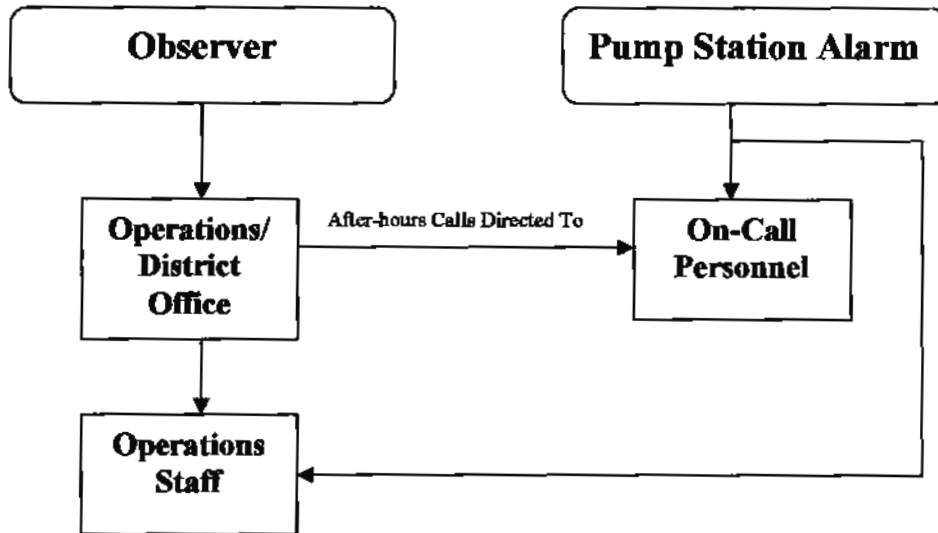 Observer
Pump Station Alarm
Operations/
District
Office
After-hours Calls Directed To
On-Call
Personnel
Operations
Staff